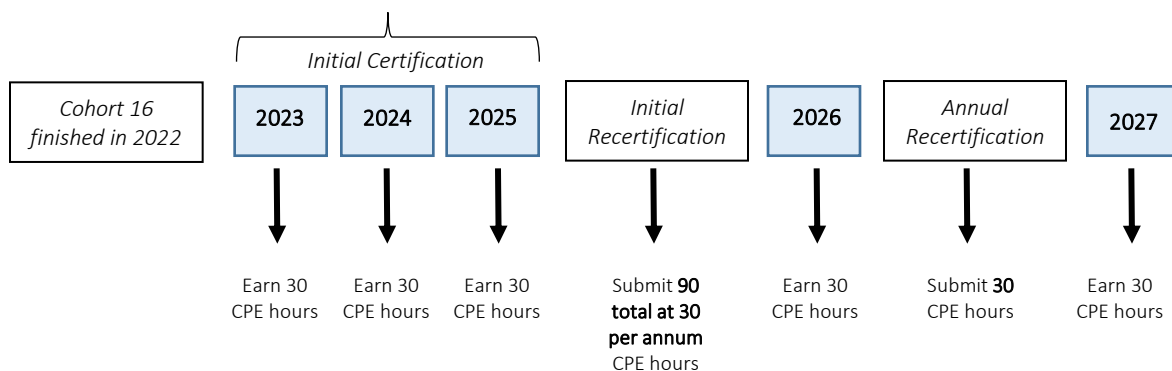 Initial Certification
Cohort 16
finished in 2022
2023
2024
2025
Initial
Recertification
2026
Annual
Recertification
2027
Earn 30
CPE hours
Earn 30
CPE hours
Earn 30
CPE hours
Submit 90
total at 30
per annum
CPE hours
Earn 30
CPE hours
Submit 30
CPE hours
Earn 30
CPE hours